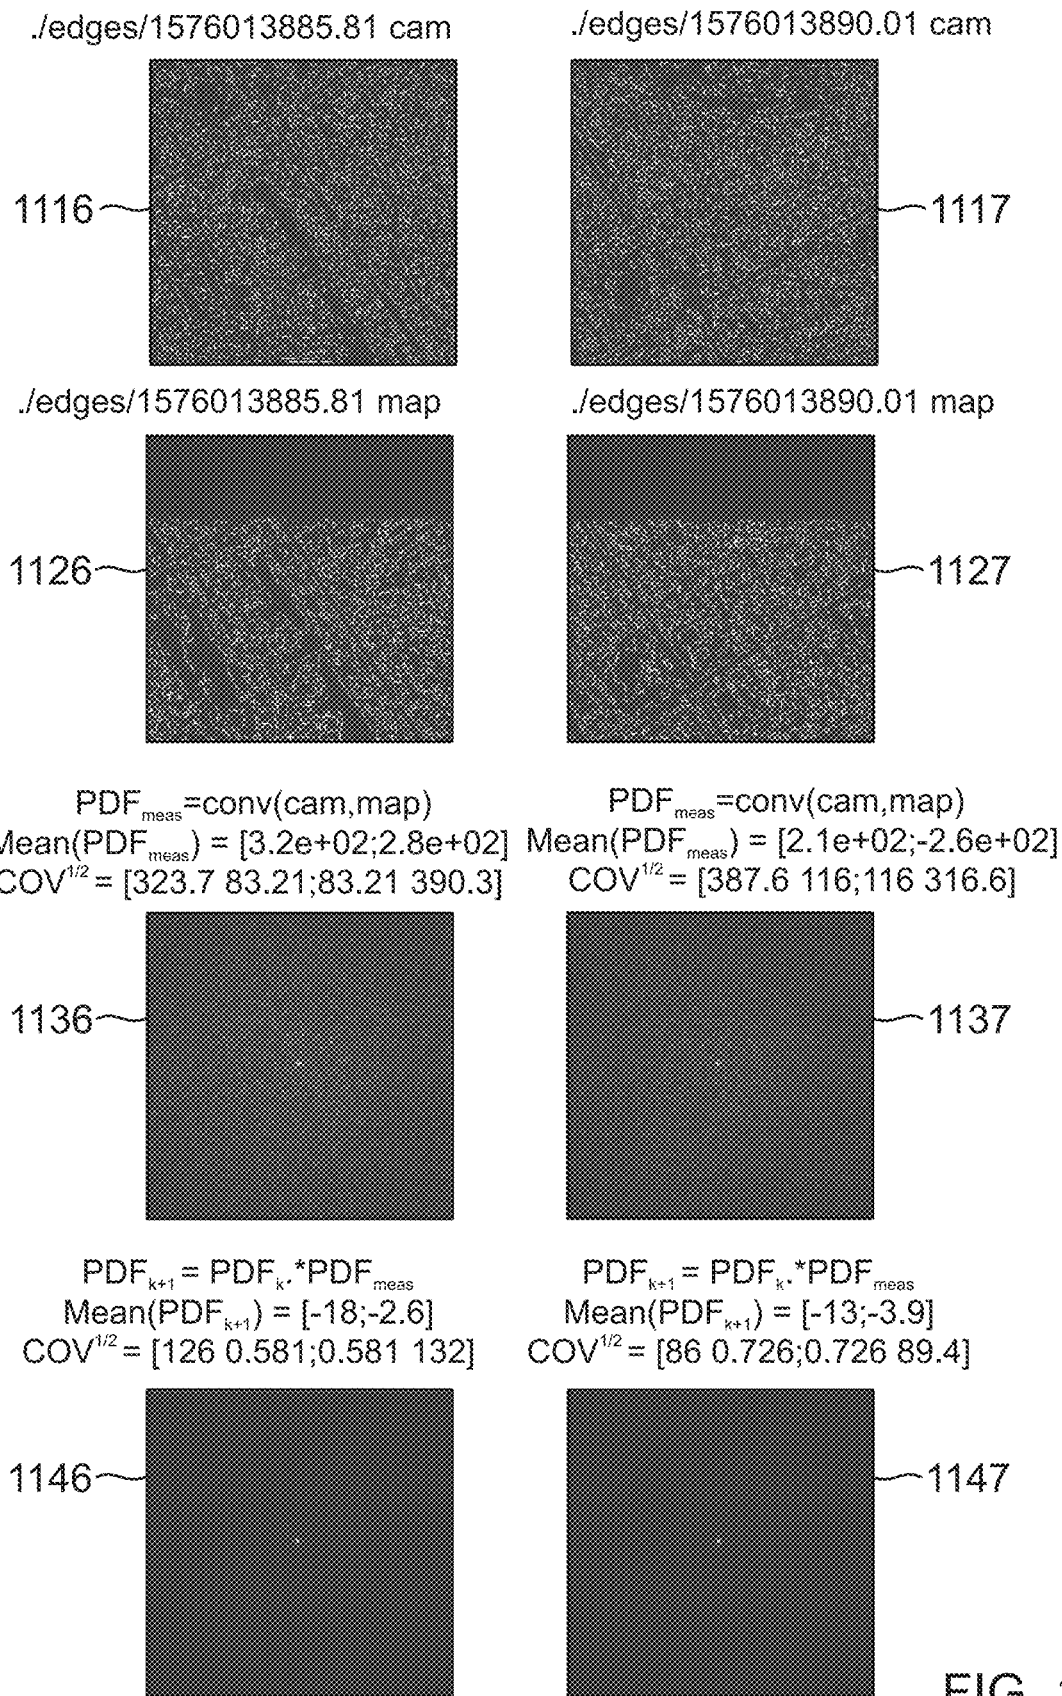 ./edges/1576013885.81 cam
./edges/1576013890.01 cam
1116
1117
./edges/1576013885.81 map
./edges/1576013890.01 map
1126
1127
PDFmeas=conv(cam,map)
Mean(PDFmeas) = [3.2e+02;2.8e+02]
COV1/2 = [323.7 83.21;83.21 390.3]
PDFmeas=conv(cam,map)
Mean(PDFmeas) = [2.1e+02;-2.6e+02]
COV1/2 = [387.6 116;116 316.6]
1136
1137
PDFk+1 = PDFk.*PDFmeas
Mean(PDFk+1) = [-18;-2.6]
COV1/2 = [126 0.581;0.581 132]
PDFk+1 = PDFk.*PDFmeas
Mean(PDFk+1) = [-13;-3.9]
COV1/2 = [86 0.726;0.726 89.4]
1146
1147
FIG.